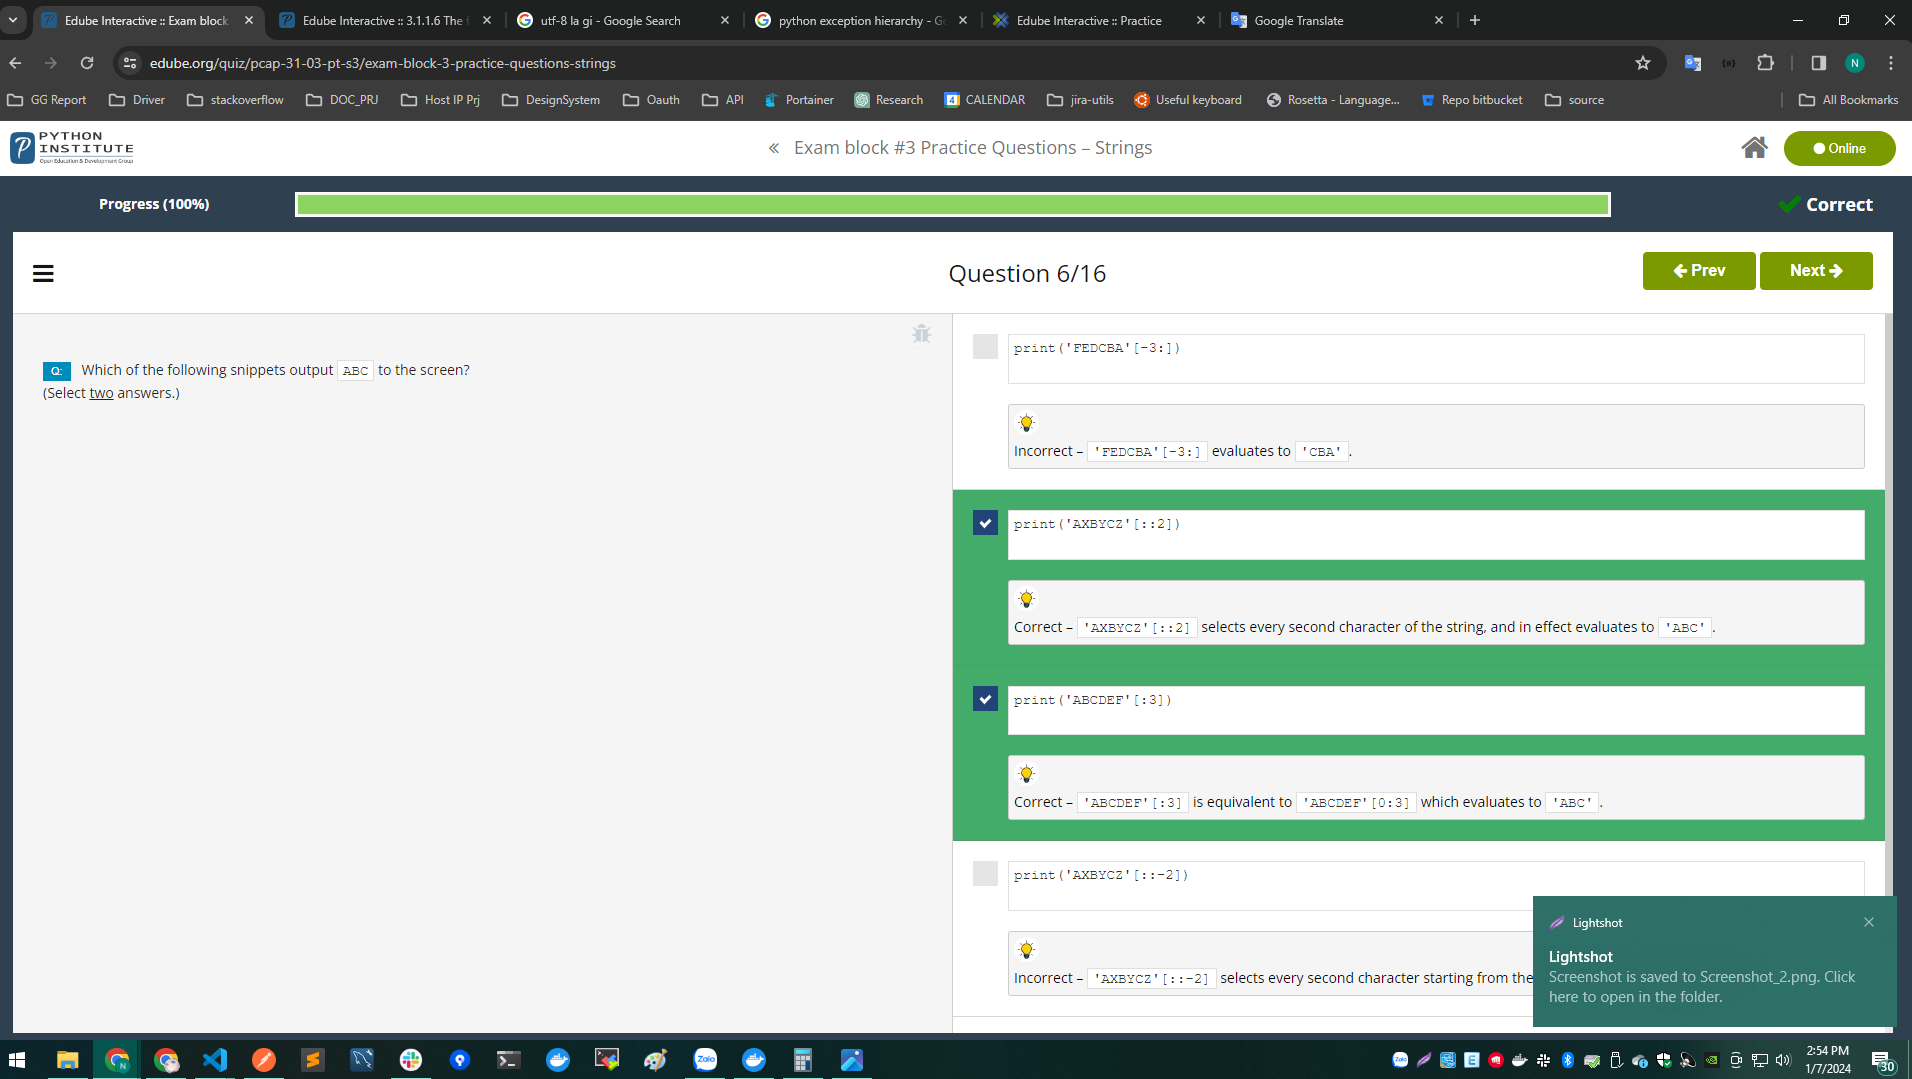 Edube Interactive :: Exam block
Edube Interactive :: 3.1.1.6 The f
utf-8 la gi - Google Search
python exception hierarchy - Go
Edube Interactive :: Practice
Google Translate
edube.org/quiz/pcap-31-03-pt-s3/exam-block-3-practice-questions-strings
N
GG Report
Driver
stackoverflow
DOC_PRJ
Host IP Prj
DesignSystem
Oauth
API
Portainer
Research
CALENDAR
jira-utils
Useful keyboard
Rosetta - Language...
Repo bitbucket
source
All Bookmarks
PYTHON
INSTITUTE
Open Education & Development Group
« Exam block #3 Practice Questions – Strings
Online
Progress (100%)
Correct
Question 6/16
Prev
Next
Q: Which of the following snippets output ABC to the screen?
(Select two answers.)
print('FEDCBA'[-3:])
Incorrect – 'FEDCBA'[-3:] evaluates to 'CBA'.
print('AXBYCZ'[::2])
Correct – 'AXBYCZ'[::2] selects every second character of the string, and in effect evaluates to 'ABC'.
print('ABCDEF'[:3])
Correct – 'ABCDEF'[:3] is equivalent to 'ABCDEF'[0:3] which evaluates to 'ABC'.
print('AXBYCZ'[::-2])
Incorrect – 'AXBYCZ'[::-2] selects every second character starting from the
Lightshot
Lightshot
Screenshot is saved to Screenshot_2.png. Click
here to open in the folder.
Zalo
2:54 PM
1/7/2024
30